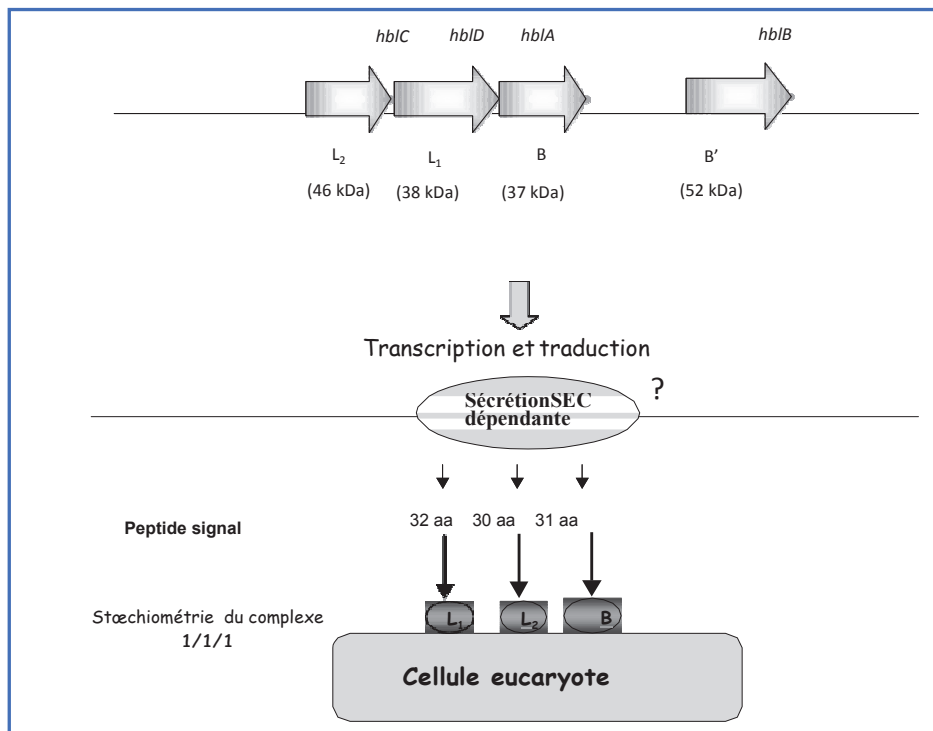 hblC hblD hblA hblB
L₂ L₁ B B’
(46 kDa) (38 kDa) (37 kDa) (52 kDa)
Transcription et traduction
?
SécrétionSEC
dépendante
32 aa 30 aa 31 aa
Peptide signal
Stœchiométrie du complexe
1/1/1
L₁ L₂ B
Cellule eucaryote